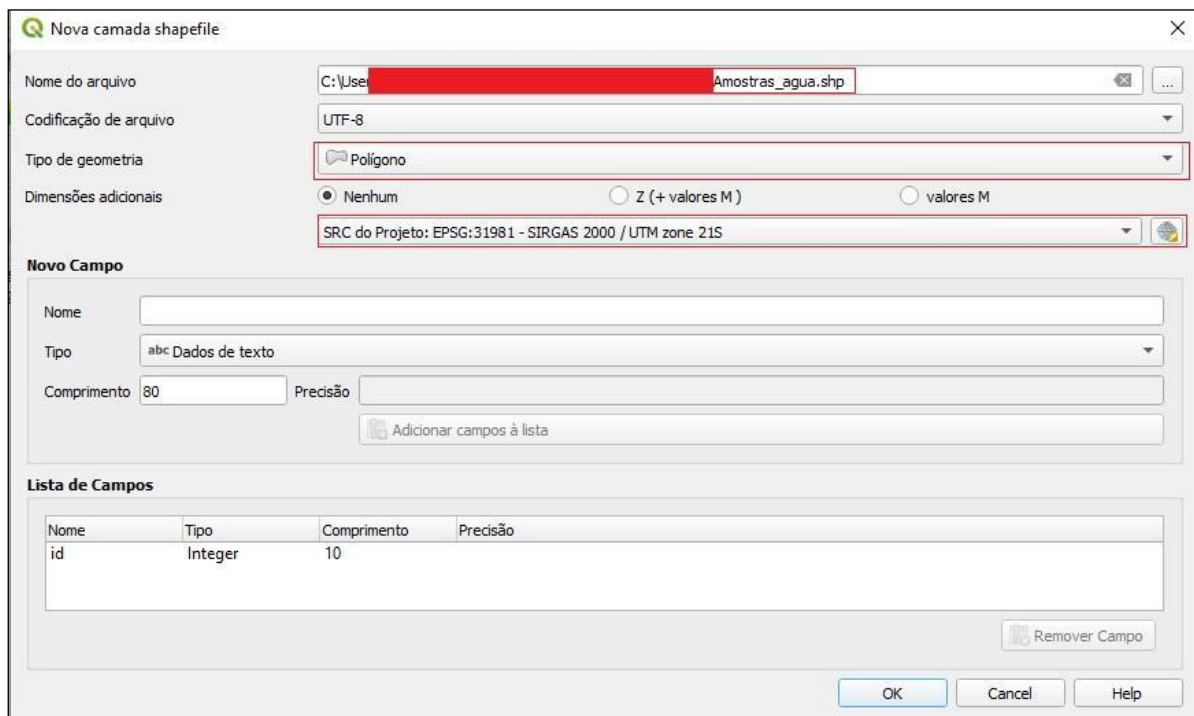 Nova camada shapefile
Nome do arquivo C:\User Amostras_agua.shp ...
Codificação de arquivo UTF-8
Tipo de geometria Polígono
Dimensões adicionais Nenhum Z (+ valores M ) valores M
SRC do Projeto: EPSG:31981 - SIRGAS 2000 / UTM zone 21S
Novo Campo
Nome
Tipo abc Dados de texto
Comprimento 80 Precisão
Adicionar campos à lista
Lista de Campos
Nome Tipo Comprimento Precisão
id Integer 10
Remover Campo
OK Cancel Help